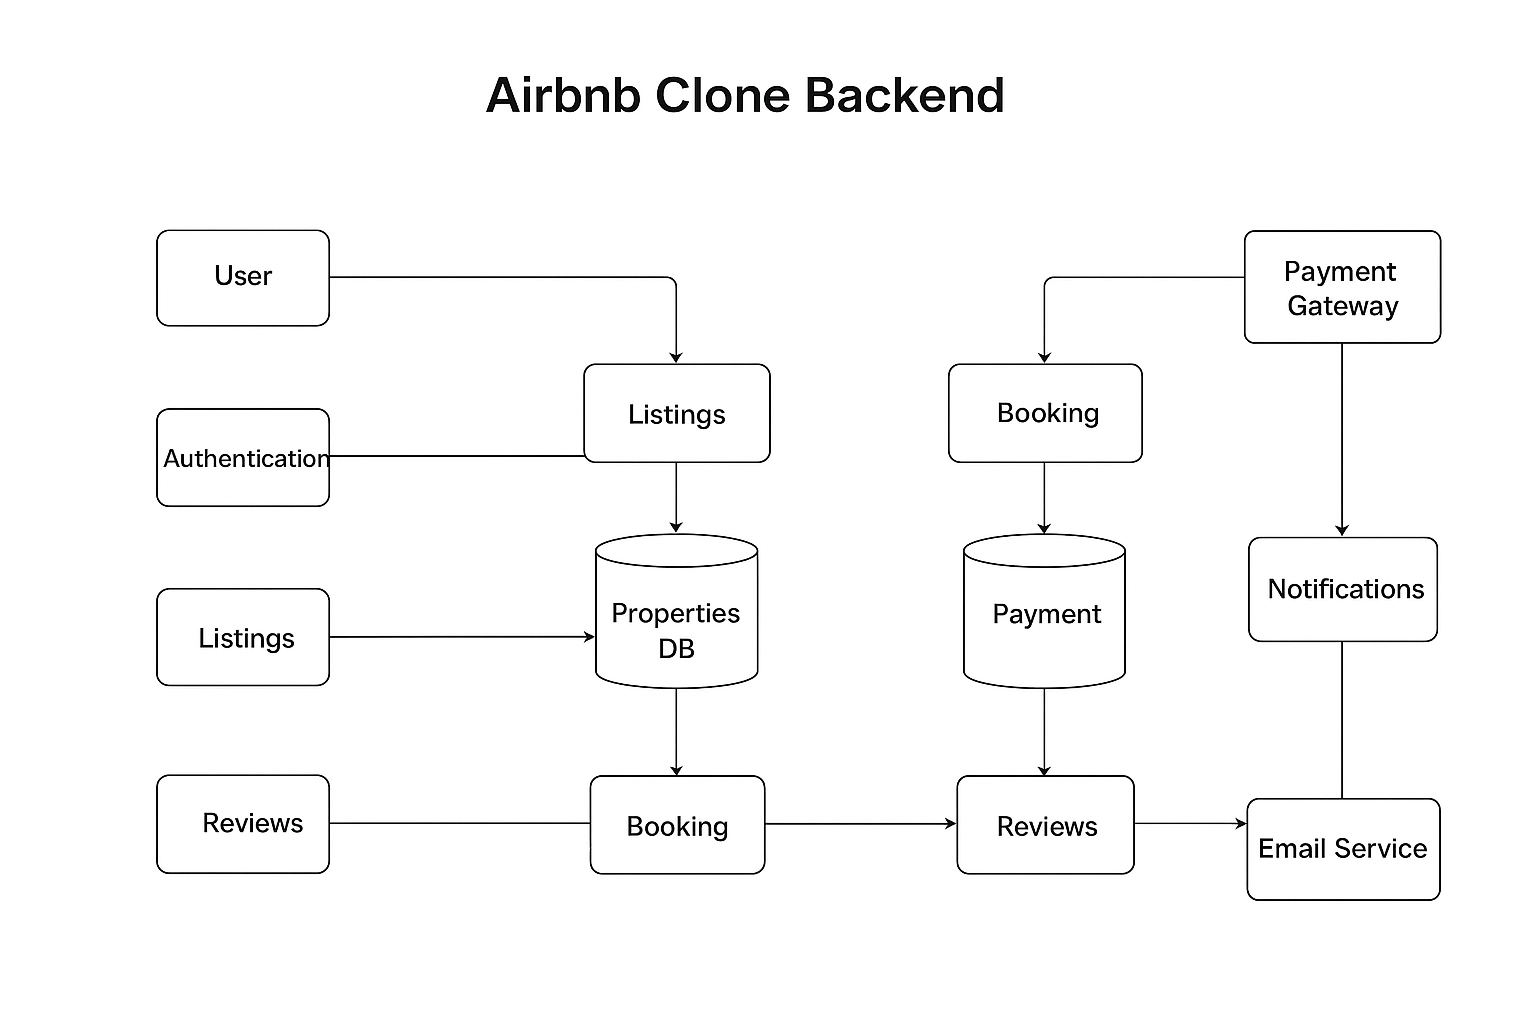 Airbnb Clone Backend
User
Payment
Gateway
Listings
Booking
Authentication
Listings
Properties
DB
Payment
Notifications
Reviews
Booking
Reviews
Email Service